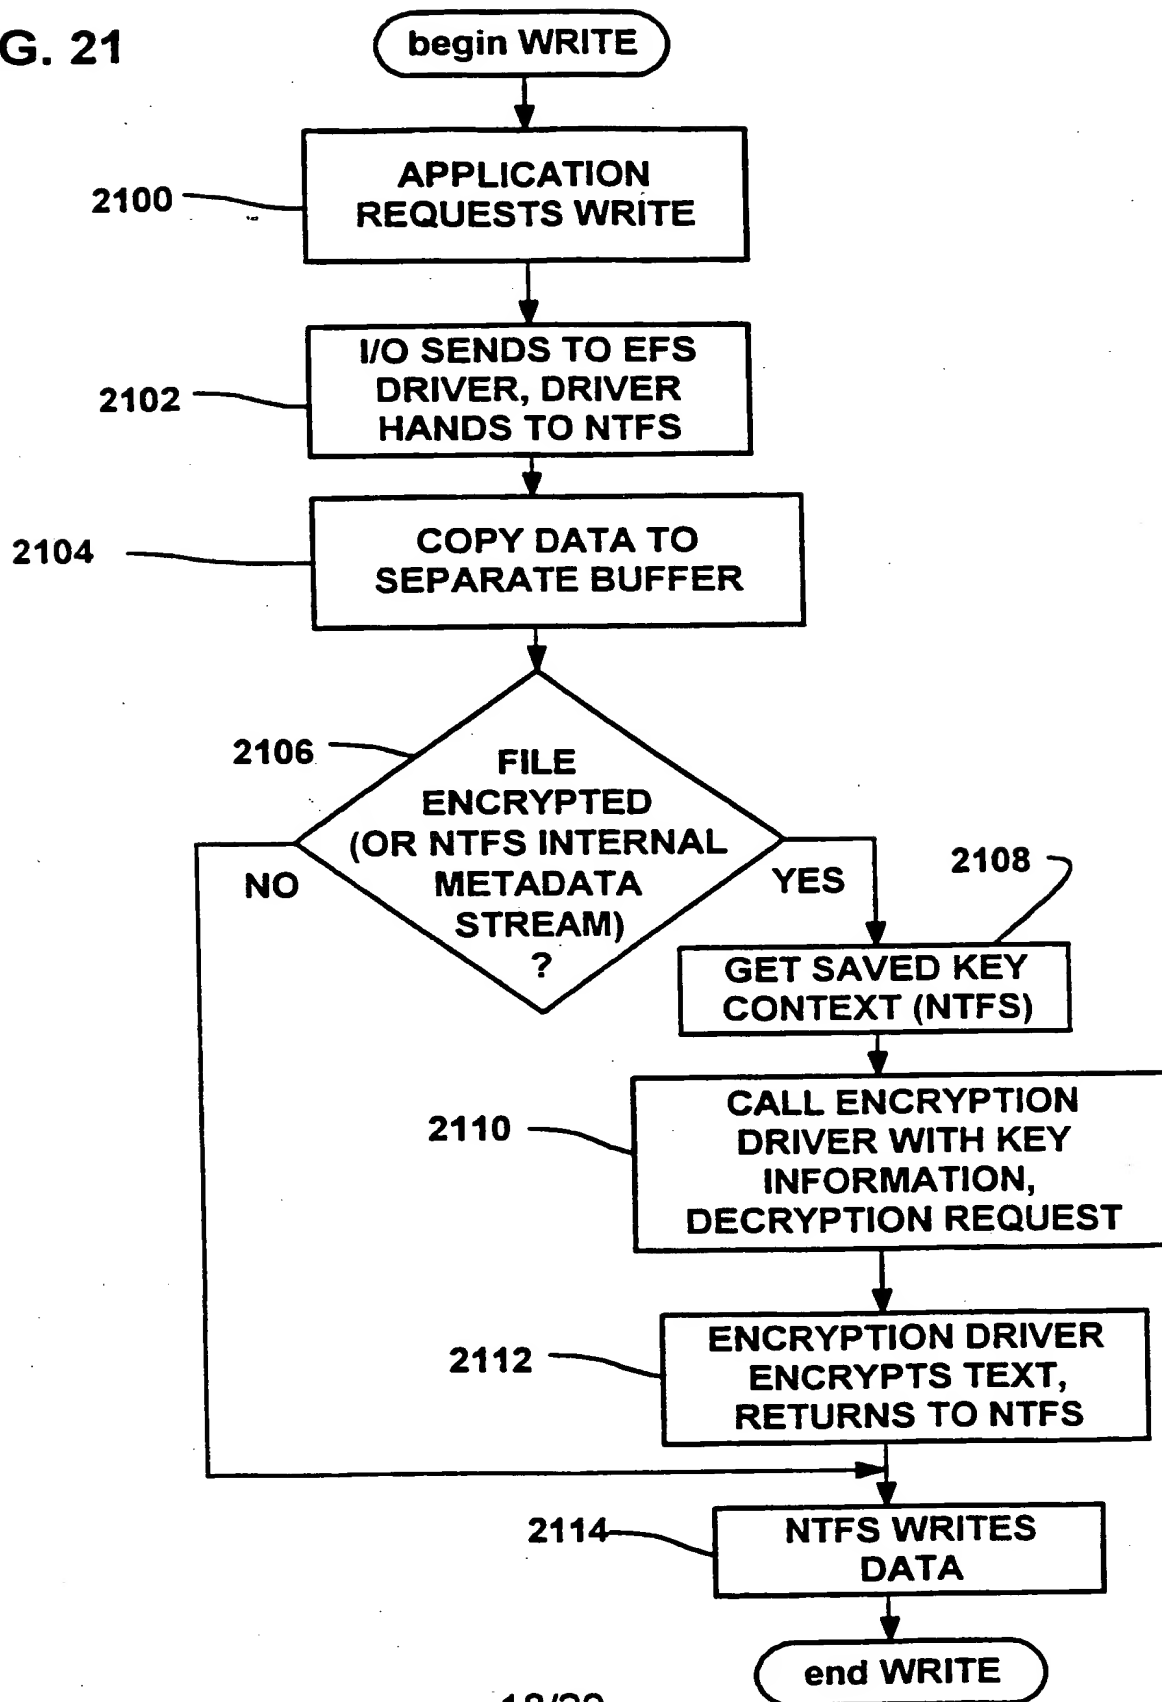 G. 21
begin WRITE
2100
APPLICATION
REQUESTS WRITE
2102
I/O SENDS TO EFS
DRIVER, DRIVER
HANDS TO NTFS
2104
COPY DATA TO
SEPARATE BUFFER
2106
FILE
ENCRYPTED
(OR NTFS INTERNAL
METADATA
STREAM)
?
NO
YES
2108
GET SAVED KEY
CONTEXT (NTFS)
2110
CALL ENCRYPTION
DRIVER WITH KEY
INFORMATION,
DECRYPTION REQUEST
2112
ENCRYPTION DRIVER
ENCRYPTS TEXT,
RETURNS TO NTFS
2114
NTFS WRITES
DATA
end WRITE